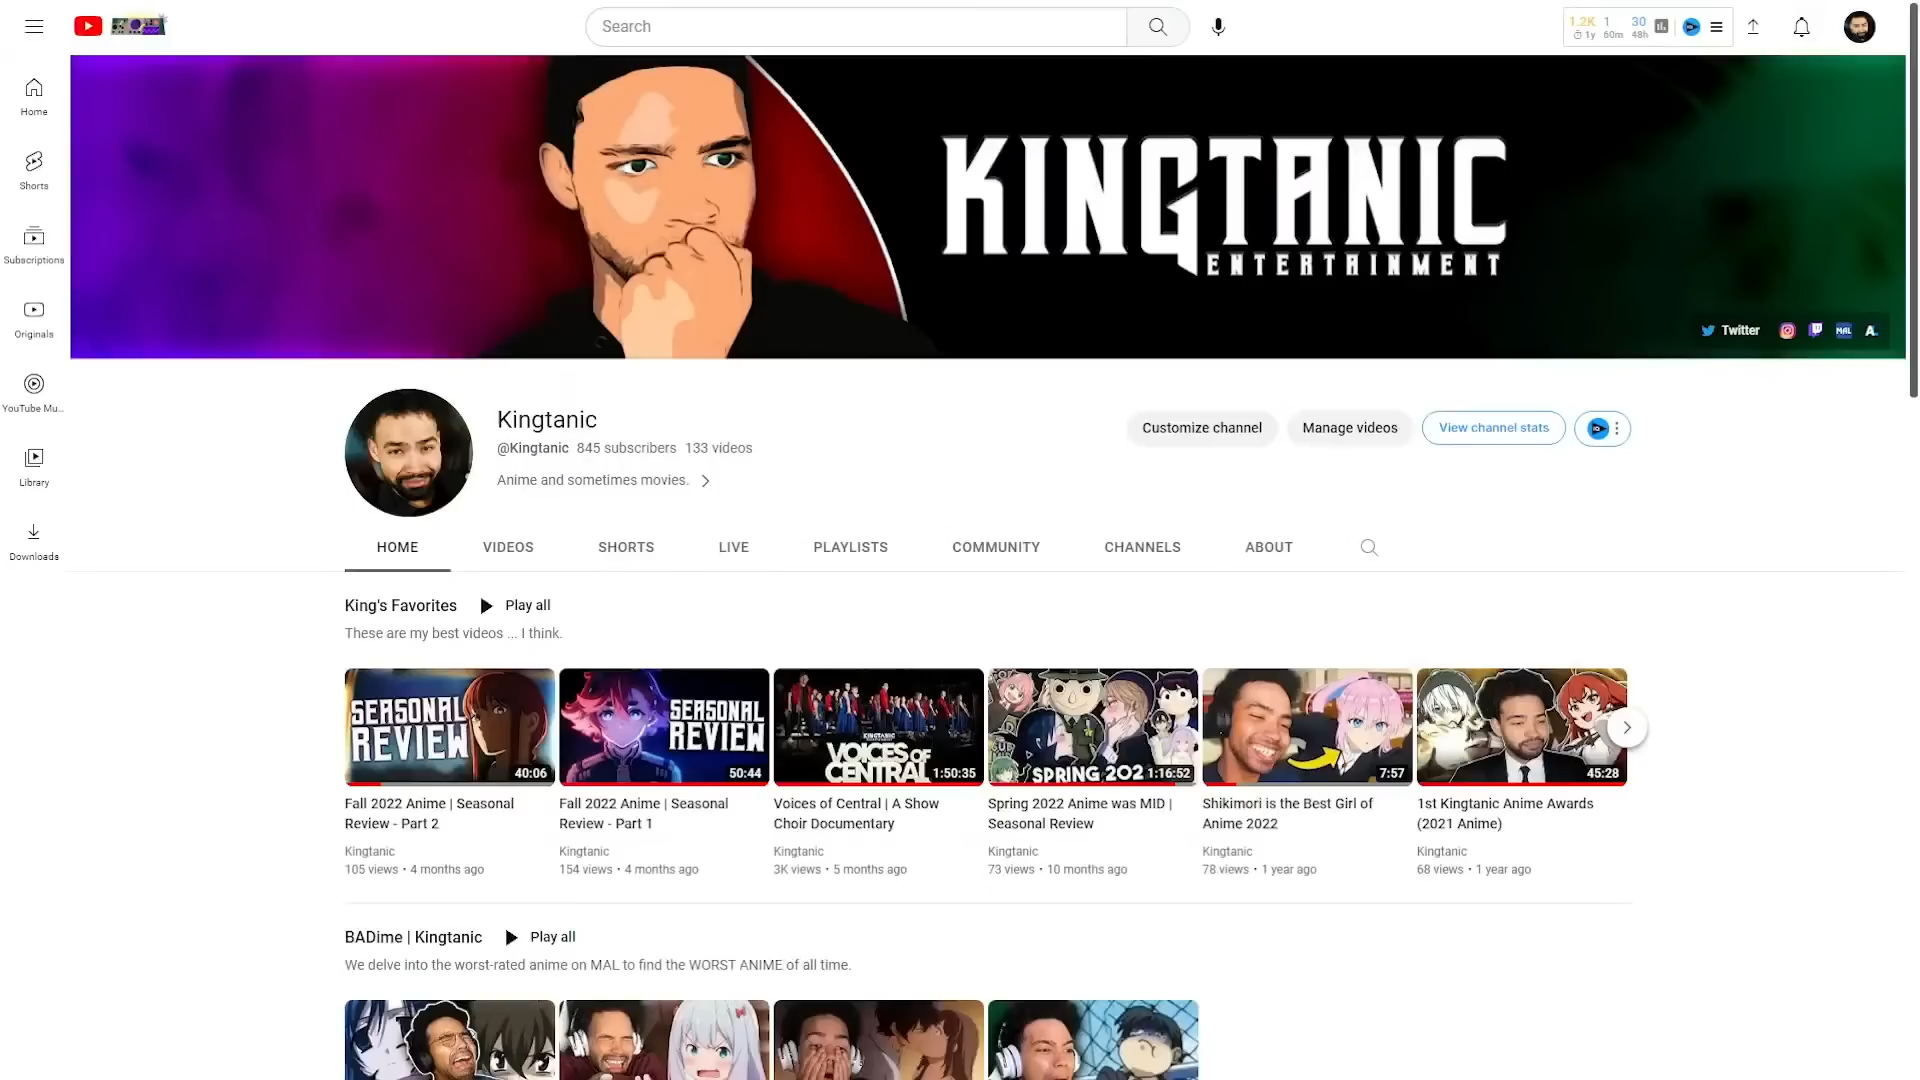 Search
1.2K 1 30
1y 60m 48h
Home
Shorts
Subscriptions
Originals
YouTube Mu...
Library
Downloads
KINGTANIC
ENTERTAINMENT
Twitter
MAL
A
Kingtanic
@Kingtanic 845 subscribers 133 videos
Anime and sometimes movies.
Customize channel
Manage videos
View channel stats
HOME VIDEOS SHORTS LIVE PLAYLISTS COMMUNITY CHANNELS ABOUT
King's Favorites Play all
These are my best videos ... I think.
SEASONAL
REVIEW
40:06
Fall 2022 Anime | Seasonal
Review - Part 2
Kingtanic
105 views • 4 months ago
SEASONAL
REVIEW
50:44
Fall 2022 Anime | Seasonal
Review - Part 1
Kingtanic
154 views • 4 months ago
KINGTANIC
VOICES OF
CENTRAL
1:50:35
Voices of Central | A Show
Choir Documentary
Kingtanic
3K views • 5 months ago
SPRING 202
1:16:52
Spring 2022 Anime was MID |
Seasonal Review
Kingtanic
73 views • 10 months ago
7:57
Shikimori is the Best Girl of
Anime 2022
Kingtanic
78 views • 1 year ago
45:28
1st Kingtanic Anime Awards
(2021 Anime)
Kingtanic
68 views • 1 year ago
BADime | Kingtanic Play all
We delve into the worst-rated anime on MAL to find the WORST ANIME of all time.